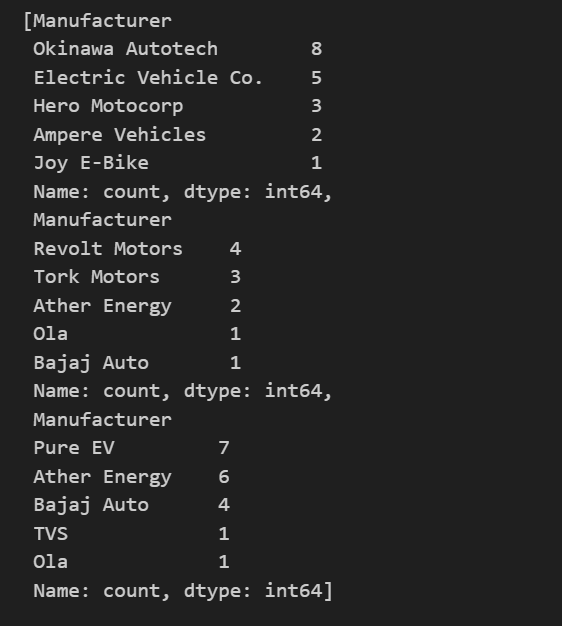 [Manufacturer
Okinawa Autotech 8
Electric Vehicle Co. 5
Hero Motocorp 3
Ampere Vehicles 2
Joy E-Bike 1
Name: count, dtype: int64,
Manufacturer
Revolt Motors 4
Tork Motors 3
Ather Energy 2
Ola 1
Bajaj Auto 1
Name: count, dtype: int64,
Manufacturer
Pure EV 7
Ather Energy 6
Bajaj Auto 4
TVS 1
Ola 1
Name: count, dtype: int64]